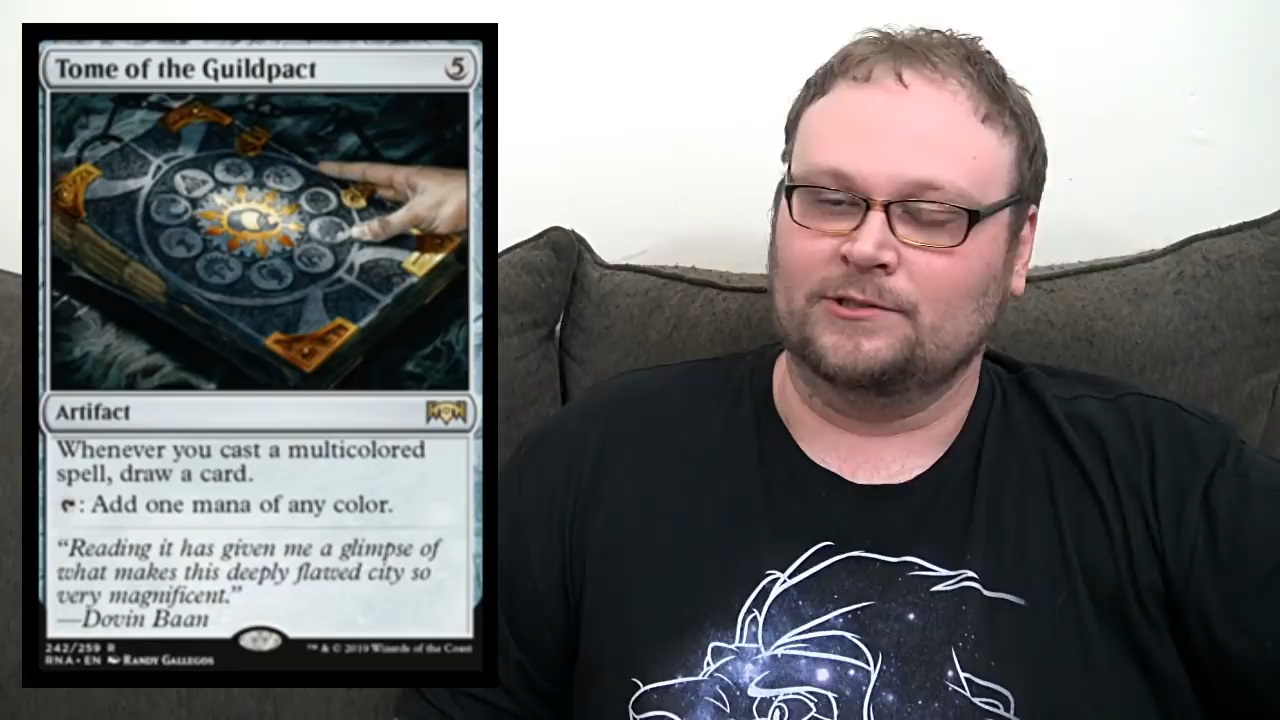 Tome of the Guildpact 5
Artifact
Whenever you cast a multicolored
spell, draw a card.
: Add one mana of any color.
“Reading it has given me a glimpse of
what makes this deeply flawed city so
very magnificent.”
—Dovin Baan
242/259 R
™ & © 2019 Wizards of the Coast
RNA • EN Randy Gallegos